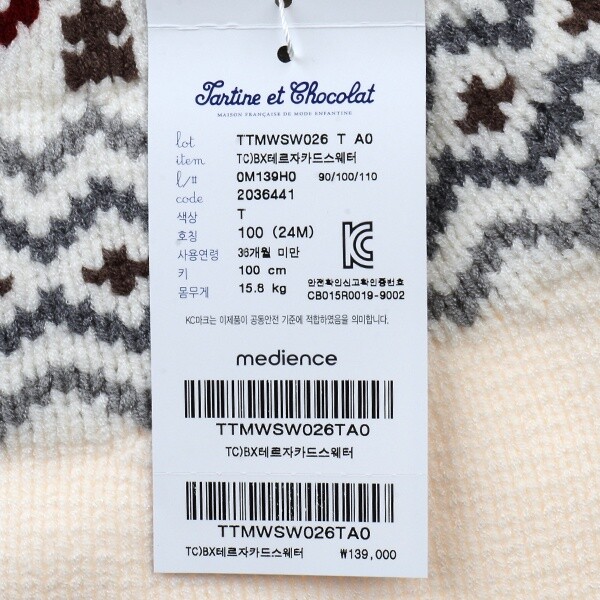 Tartine et Chocolat
MAISON FRANÇAISE DE MODE ENFANTINE
lot TTMWSW026 T A0
item TC)BX테르자카드스웨터
l/# 0M139H0 90/100/110
code 2036441
색상 T
호칭 100 (24M)
사용연령 36개월 미만
키 100 cm
몸무게 15.8 kg
안전확인신고확인증번호
CB015R0019-9002
KC마크는 이제품이 공통안전 기준에 적합하였음을 의미합니다.
medience
TTMWSW026TA0
TC)BX테르자카드스웨터
TTMWSW026TA0
TC)BX테르자카드스웨터 ₩139,000